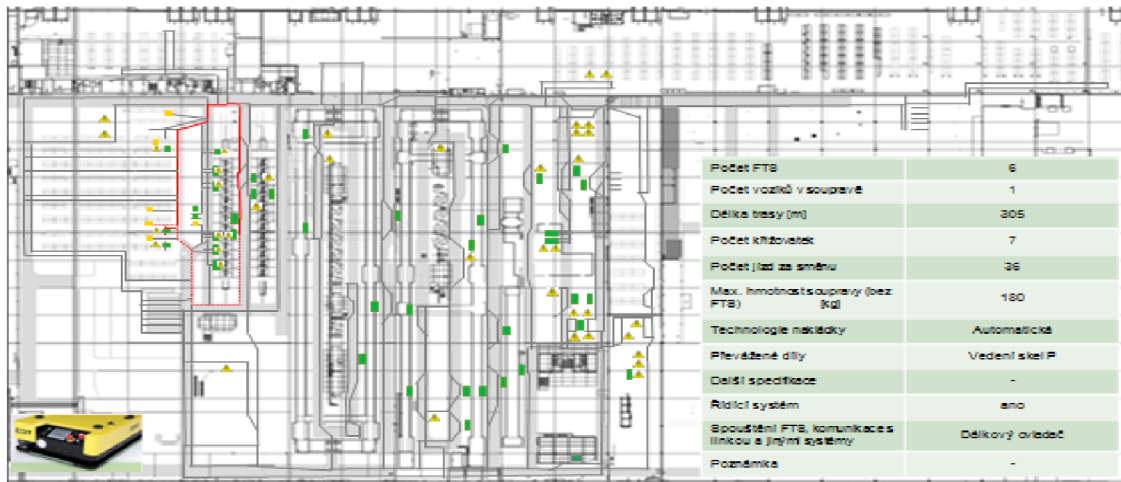 Počet FTS 6
Počet vozíků v soupravě 1
Délka trasy [m] 305
Počet křižovatek 7
Počet jízd za směnu 36
Max. hmotnost soupravy (bez
FTS) [kg] 180
Technologie nakládky Automatická
Převážené díly Vedení skel P
Další specifikace -
Řídící systém ano
Spouštění FTS, komunikace s
linkou a jinými systémy Dálkový ovladač
Poznámka -